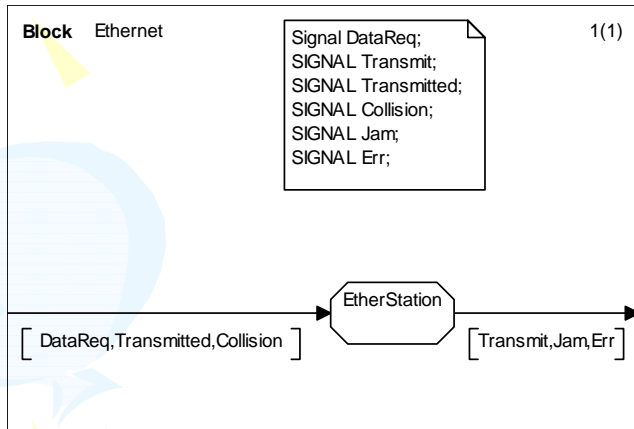 Block Ethernet 1(1)
Signal DataReq;
SIGNAL Transmit;
SIGNAL Transmitted;
SIGNAL Collision;
SIGNAL Jam;
SIGNAL Err;
EtherStation
[ DataReq,Transmitted,Collision ]
[Transmit,Jam,Err]